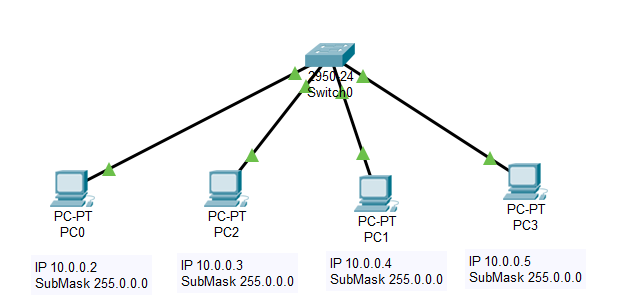 2950-24
Switch0
PC-PT
PC0
PC-PT
PC2
PC-PT
PC1
PC-PT
PC3
IP 10.0.0.2
SubMask 255.0.0.0
IP 10.0.0.3
SubMask 255.0.0.0
IP 10.0.0.4
SubMask 255.0.0.0
IP 10.0.0.5
SubMask 255.0.0.0